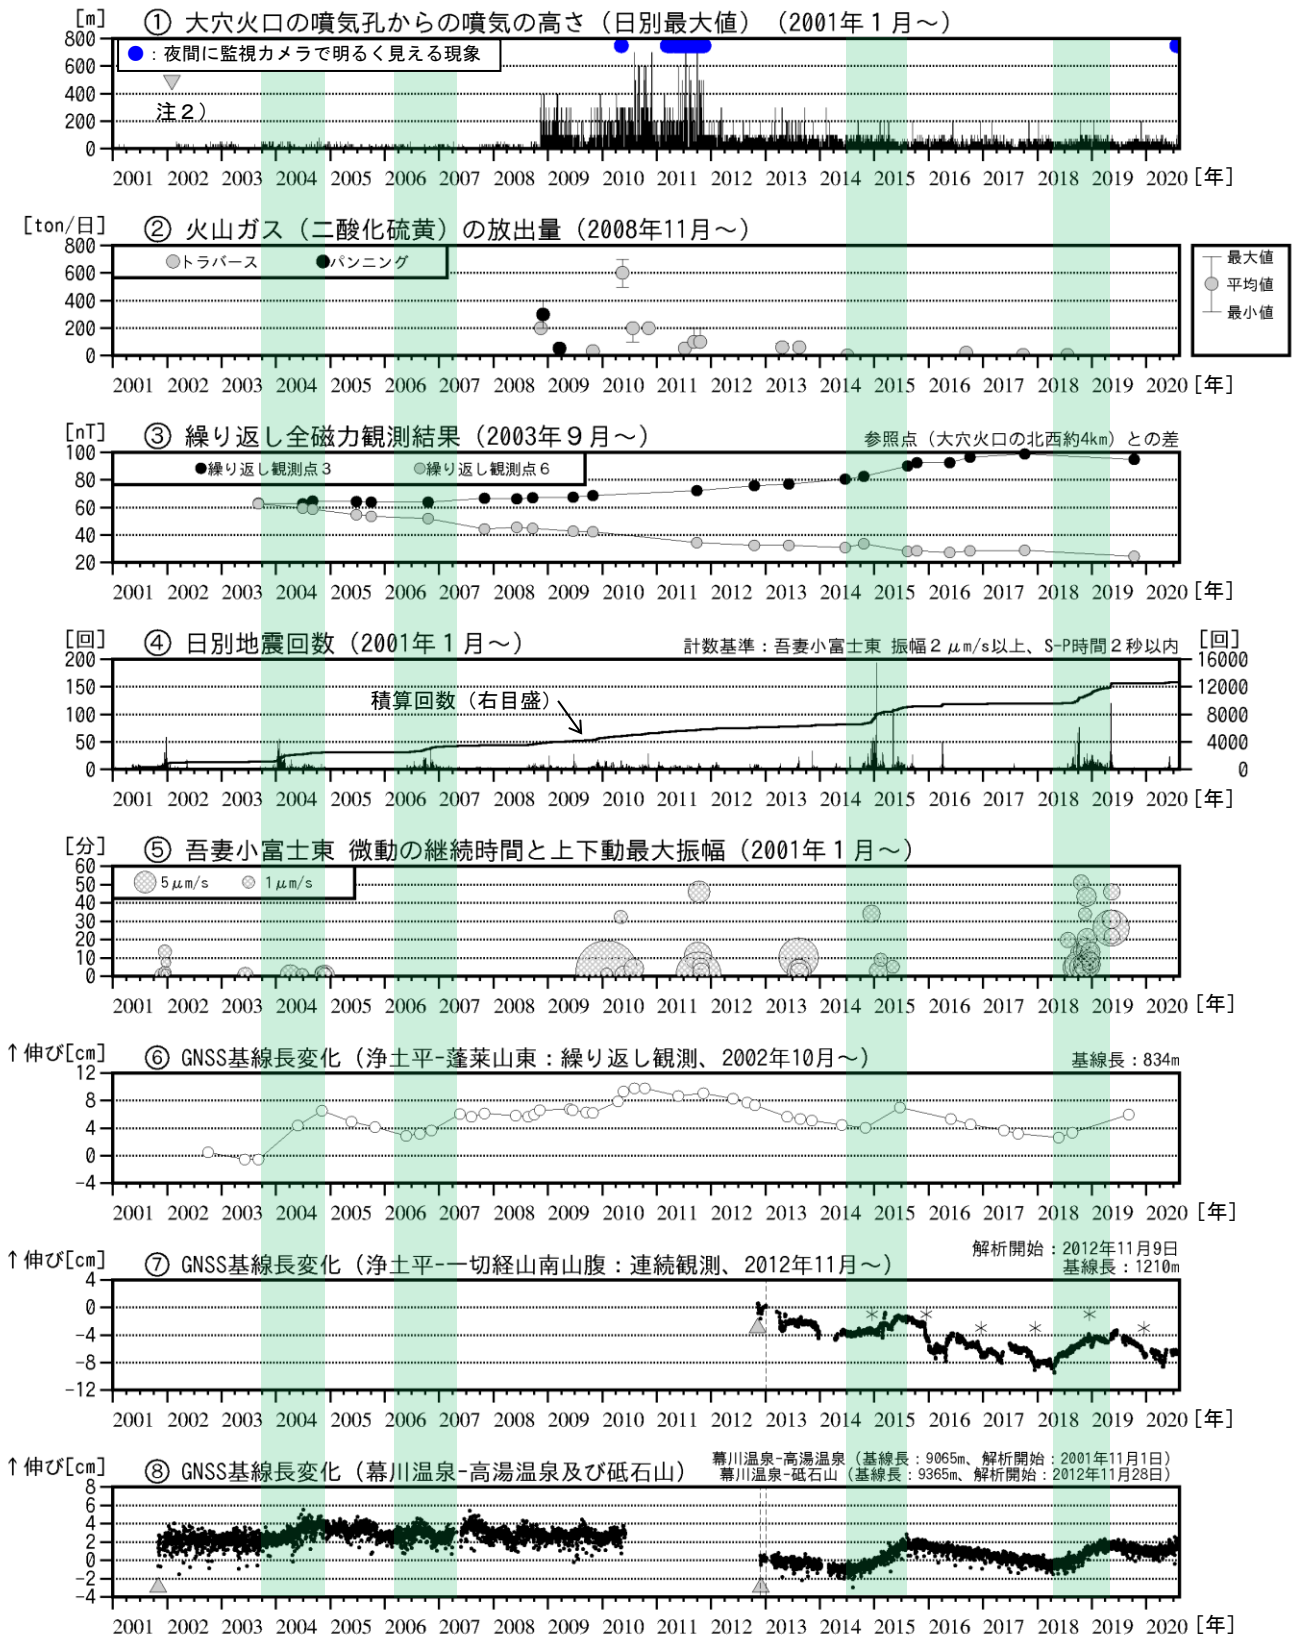 [m] ① 大穴火口の噴気孔からの噴気の高さ（日別最大値）（2001年１月～）
800
600
400
200
0
●：夜間に監視カメラで明るく見える現象
注２）
2001 2002 2003 2004 2005 2006 2007 2008 2009 2010 2011 2012 2013 2014 2015 2016 2017 2018 2019 2020 [年]
[ton/日] ② 火山ガス（二酸化硫黄）の放出量（2008年11月～）
800
600
400
200
0
トラバース パンニング
最大値
平均値
最小値
2001 2002 2003 2004 2005 2006 2007 2008 2009 2010 2011 2012 2013 2014 2015 2016 2017 2018 2019 2020 [年]
[nT] ③ 繰り返し全磁力観測結果（2003年９月～）
参照点（大穴火口の北西約4km）との差
100
80
60
40
20
繰り返し観測点３ 繰り返し観測点６
2001 2002 2003 2004 2005 2006 2007 2008 2009 2010 2011 2012 2013 2014 2015 2016 2017 2018 2019 2020 [年]
[回] ④ 日別地震回数（2001年１月～） [回]
計数基準：吾妻小富士東 振幅２μm/s以上、S-P時間２秒以内
200 16000
150 12000
100 8000
50 4000
0 0
積算回数（右目盛）
2001 2002 2003 2004 2005 2006 2007 2008 2009 2010 2011 2012 2013 2014 2015 2016 2017 2018 2019 2020 [年]
[分] ⑤ 吾妻小富士東 微動の継続時間と上下動最大振幅（2001年１月～）
60
50
40
30
20
10
0
5μm/s 1μm/s
2001 2002 2003 2004 2005 2006 2007 2008 2009 2010 2011 2012 2013 2014 2015 2016 2017 2018 2019 2020 [年]
↑伸び[cm] ⑥ GNSS基線長変化（浄土平-蓬莱山東：繰り返し観測、2002年10月～） 基線長：834m
12
8
4
0
-4
2001 2002 2003 2004 2005 2006 2007 2008 2009 2010 2011 2012 2013 2014 2015 2016 2017 2018 2019 2020 [年]
解析開始：2012年11月9日
↑伸び[cm] ⑦ GNSS基線長変化（浄土平-一切経山南山腹：連続観測、2012年11月～） 基線長：1210m
4
0
-4
-8
-12
2001 2002 2003 2004 2005 2006 2007 2008 2009 2010 2011 2012 2013 2014 2015 2016 2017 2018 2019 2020 [年]
幕川温泉-高湯温泉（基線長：9065m、解析開始：2001年11月1日）
↑伸び[cm] ⑧ GNSS基線長変化（幕川温泉-高湯温泉及び砥石山） 幕川温泉-砥石山（基線長：9365m、解析開始：2012年11月28日）
8
6
4
2
0
-2
-4
2001 2002 2003 2004 2005 2006 2007 2008 2009 2010 2011 2012 2013 2014 2015 2016 2017 2018 2019 2020 [年]